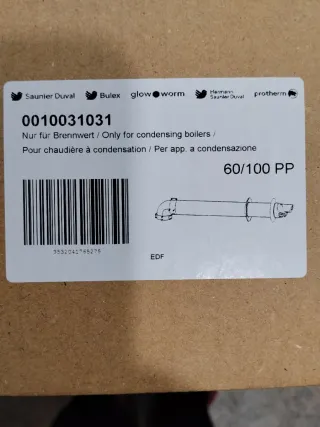 Saunier Duval Bulex glow worm Hermann Saunier Duval protherm
0010031031
Nur für Brennwert / Only for condensing boilers /
Pour chaudière à condensation / Per app. a condensazione
60/100 PP
EDF